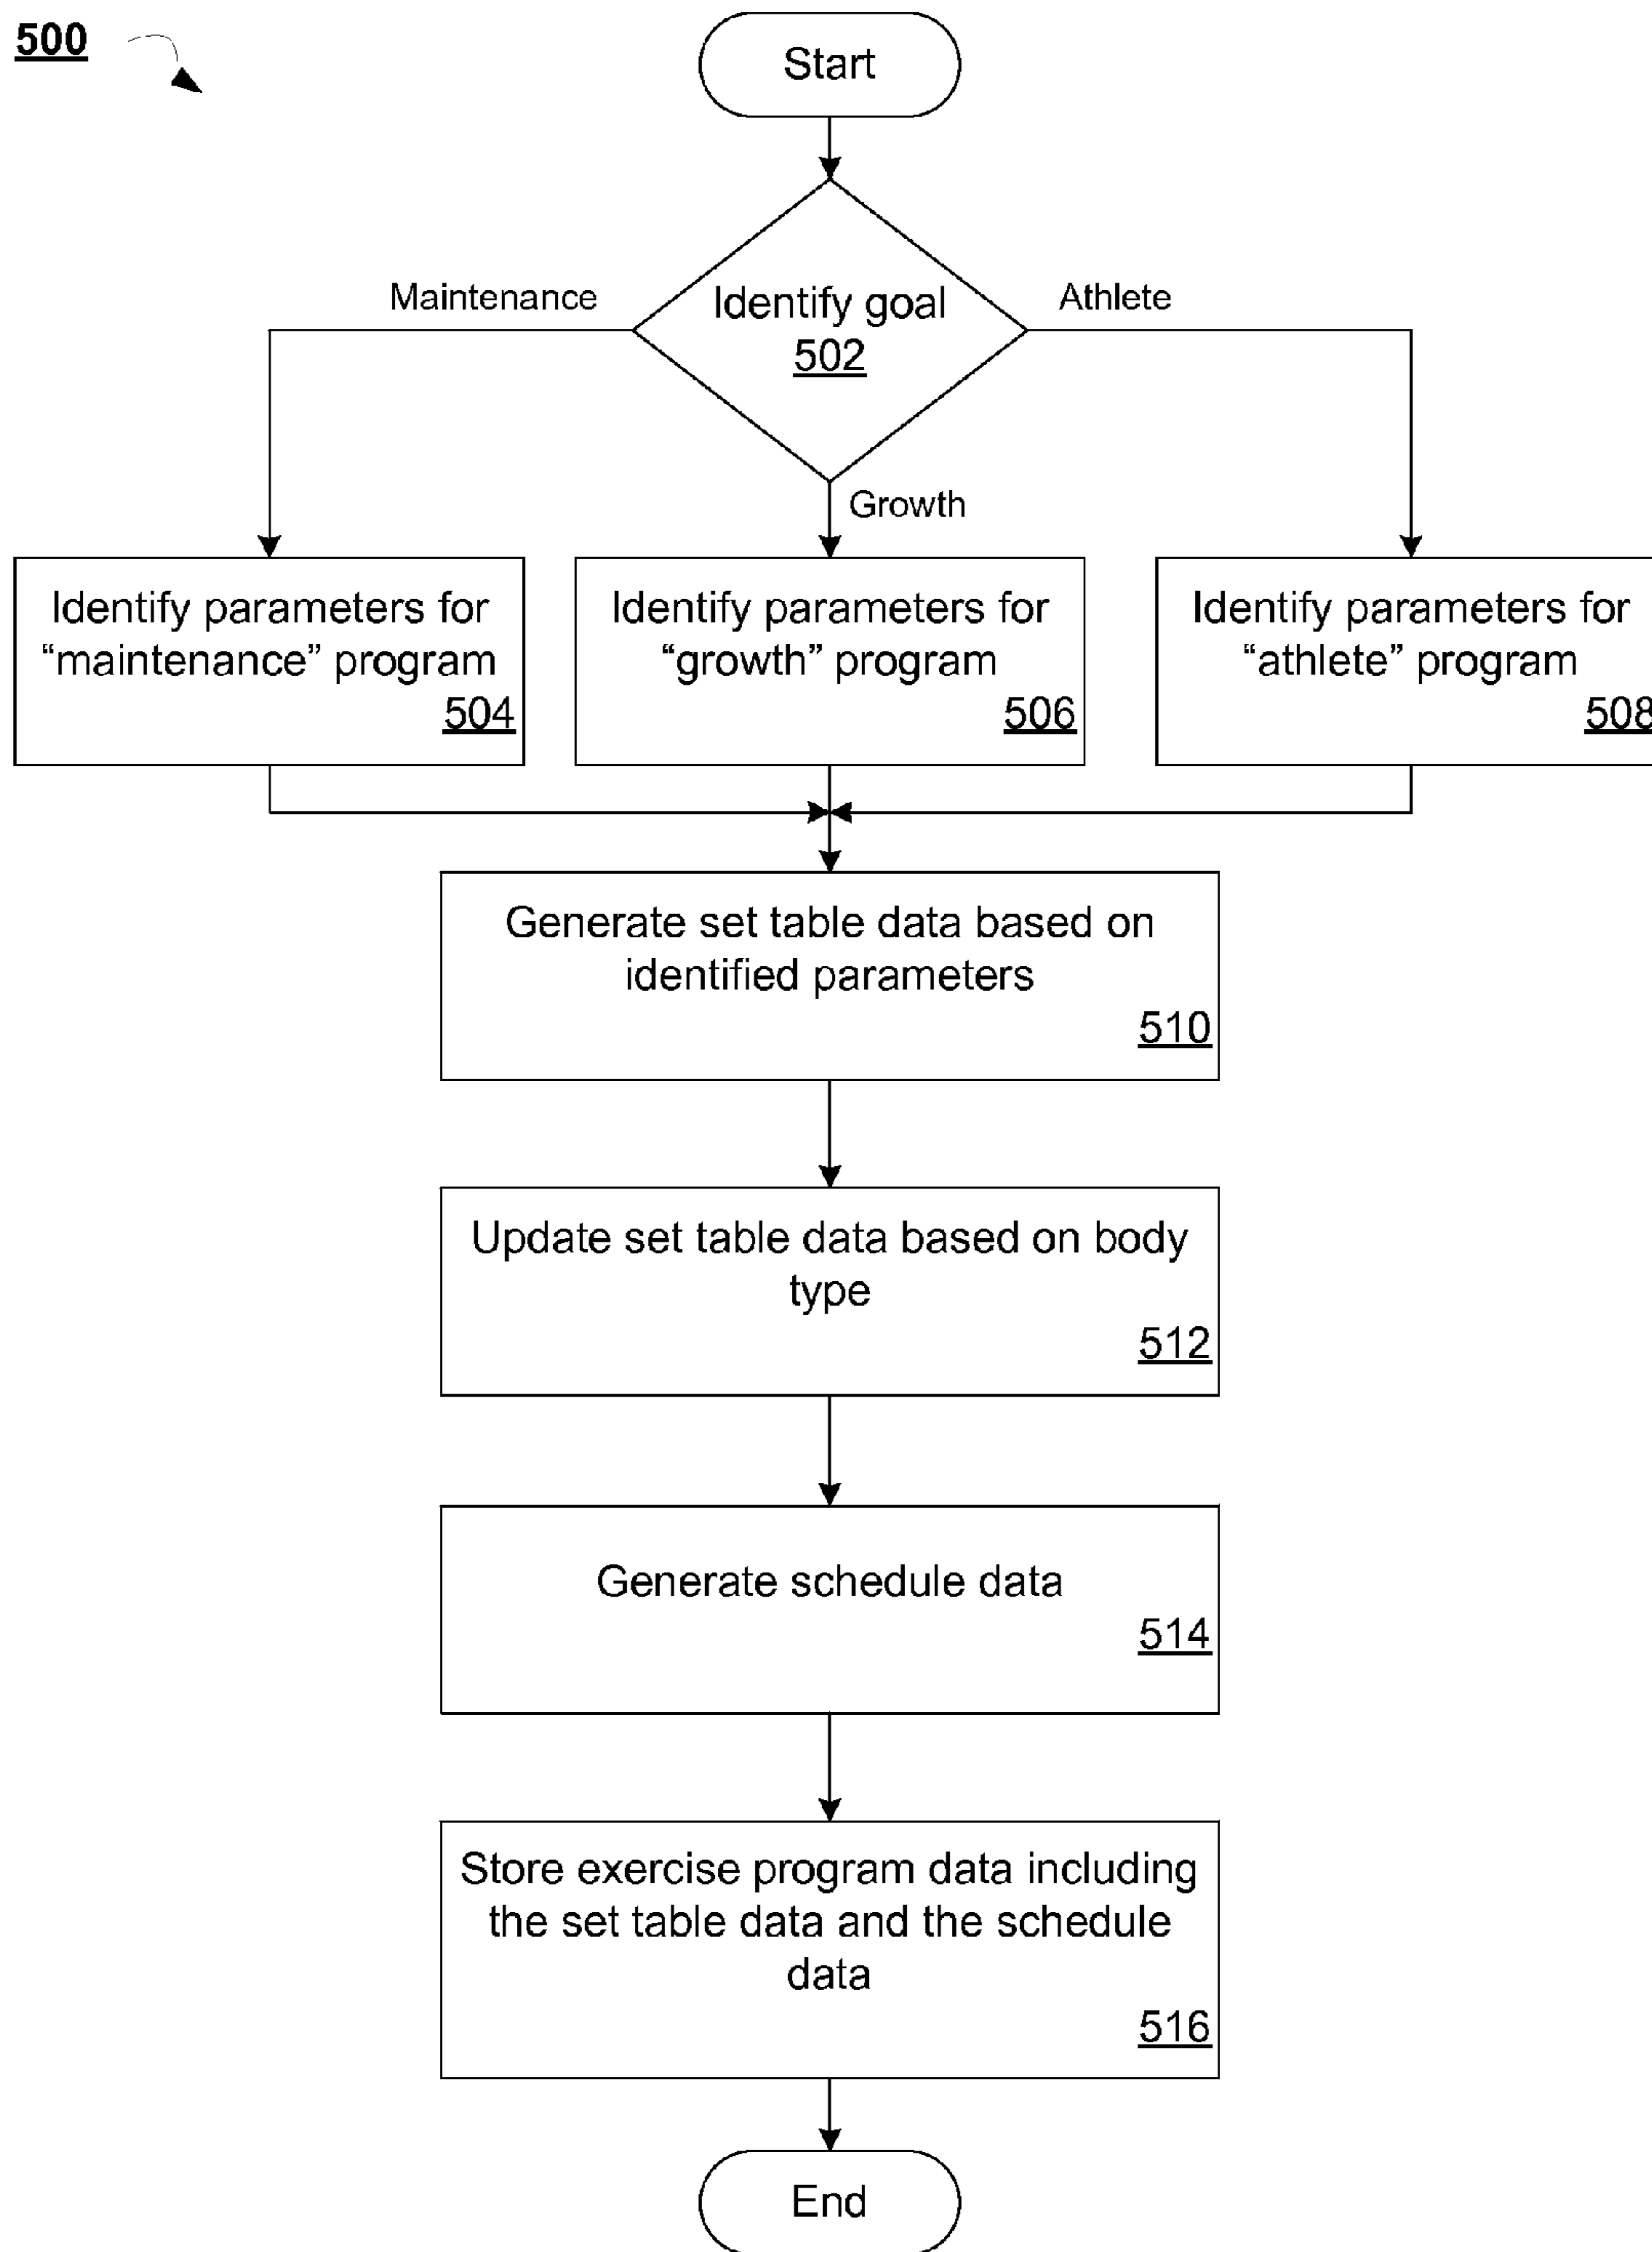 500
Start
Identify goal
502
Maintenance
Athlete
Growth
Identify parameters for
“maintenance” program
504
Identify parameters for
“growth” program
506
Identify parameters for
“athlete” program
508
Generate set table data based on
identified parameters
510
Update set table data based on body
type
512
Generate schedule data
514
Store exercise program data including
the set table data and the schedule
data
516
End